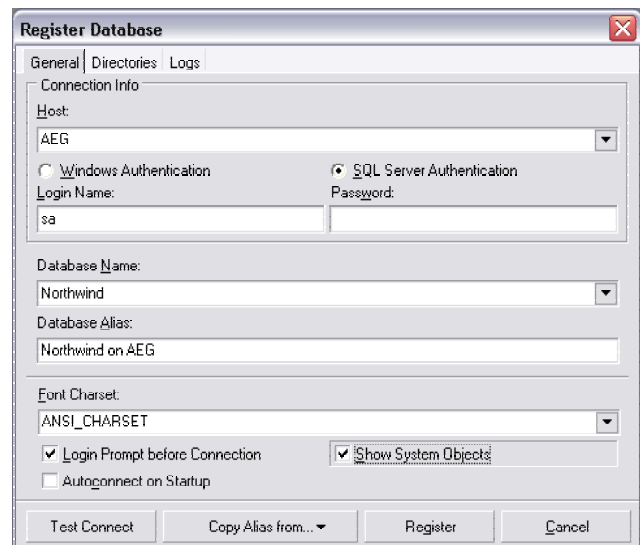 Register Database
General Directories Logs
Connection Info
Host:
AEG
Windows Authentication SQL Server Authentication
Login Name: Password:
sa
Database Name:
Northwind
Database Alias:
Northwind on AEG
Font Charset:
ANSI_CHARSET
Login Prompt before Connection Show System Objects
Autoconnect on Startup
Test Connect Copy Alias from... Register Cancel